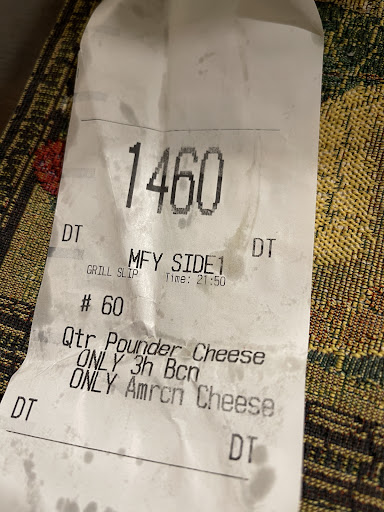 1460
DT DT
MFY SIDE1
GRILL SLIP Time: 21:50
# 60
Qtr Pounder Cheese
ONLY 3h Bcn
ONLY Amrcn Cheese
DT DT